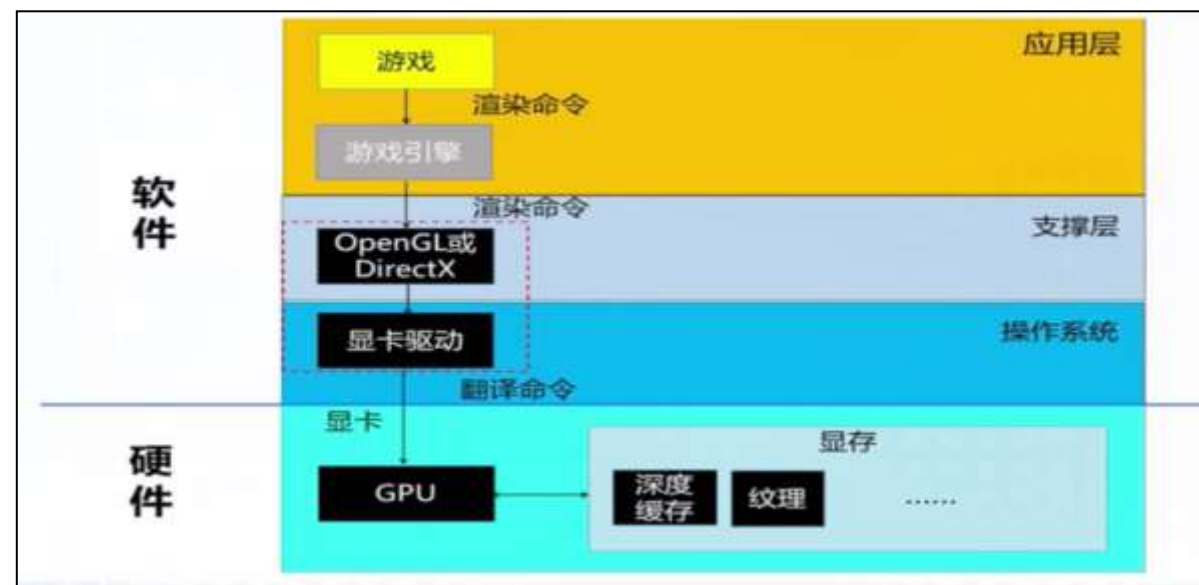 应用层
游戏
渲染命令
游戏引擎
渲染命令
支撑层
OpenGL或
DirectX
软件
显卡驱动
操作系统
翻译命令
显卡
硬件
显存
GPU
深度
缓存
纹理
......